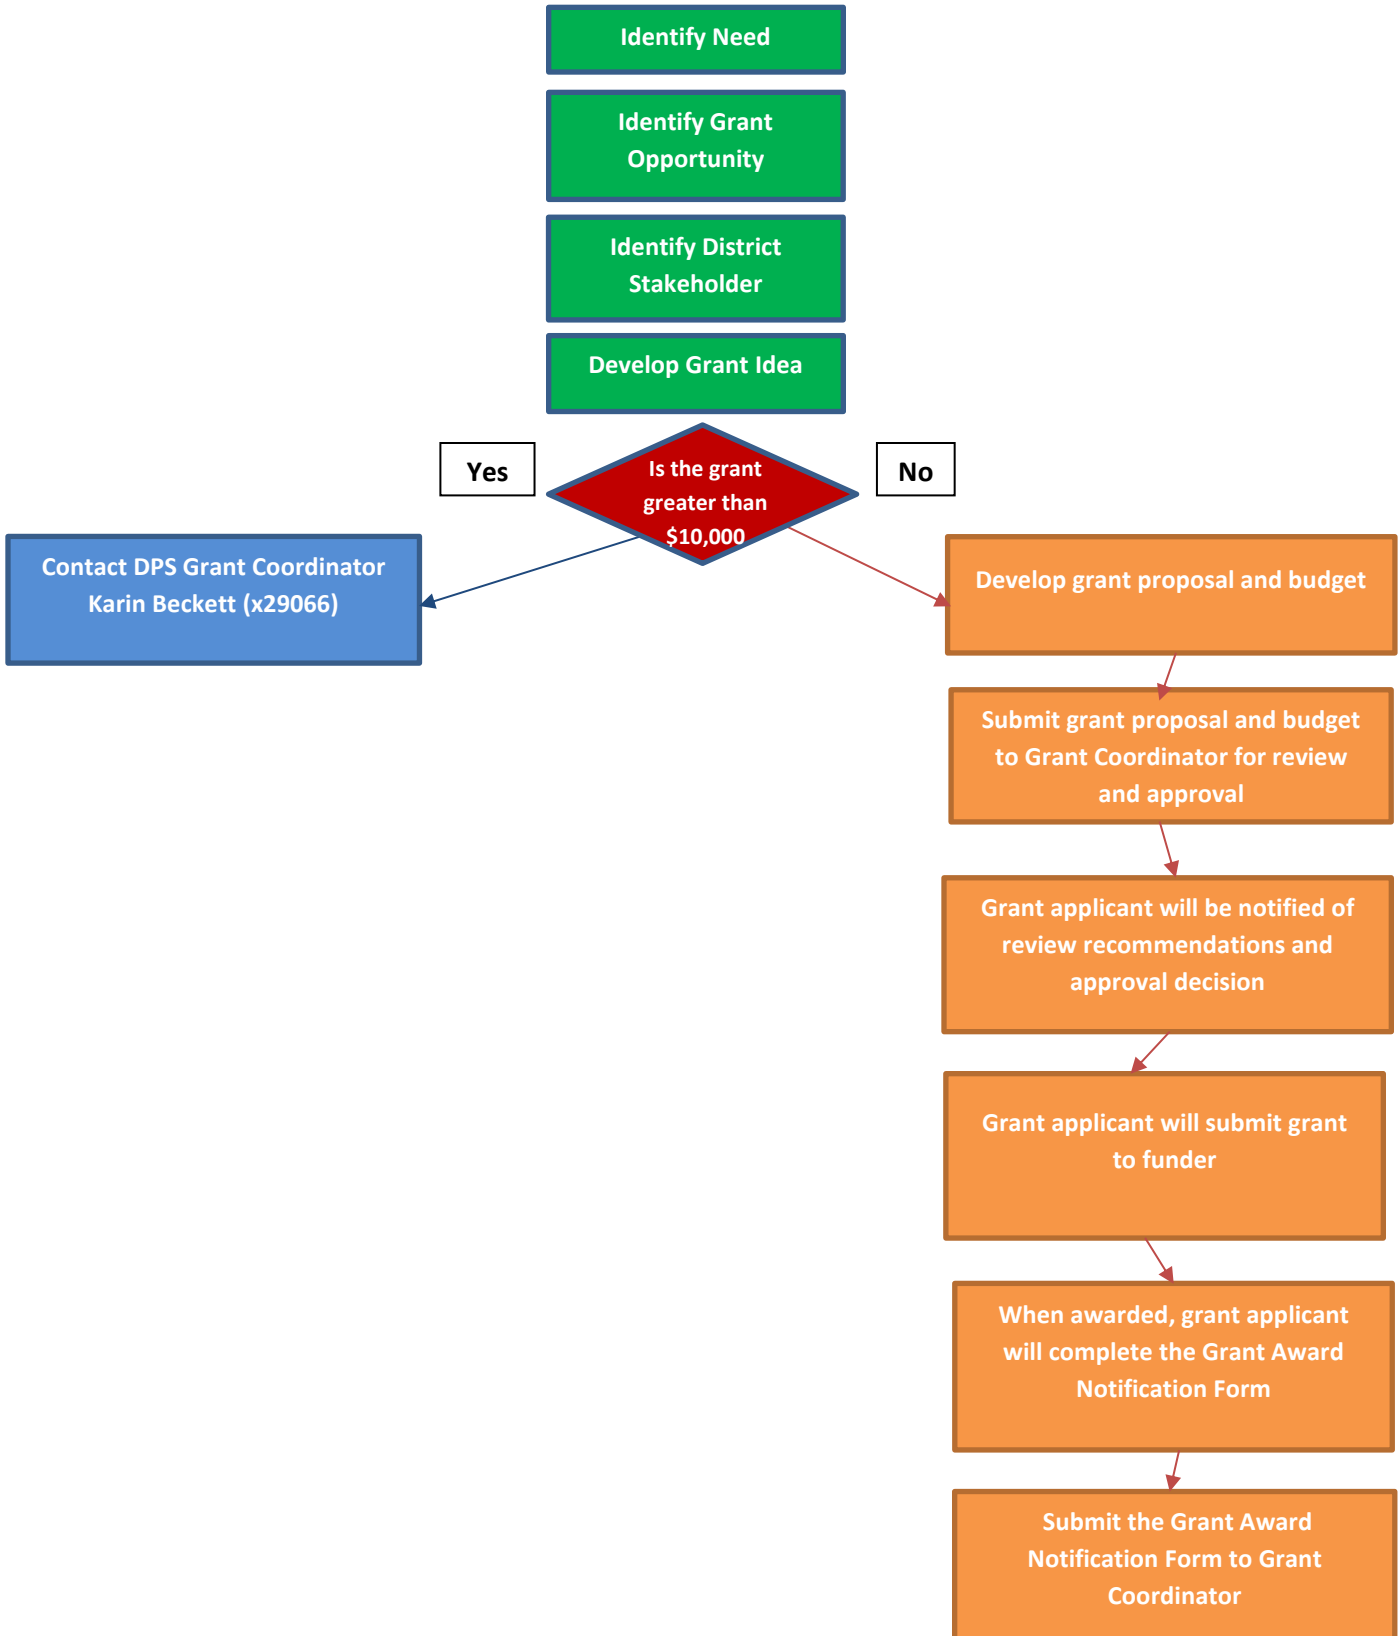 Identify Need
Identify Grant
Opportunity
Identify District
Stakeholder
Develop Grant Idea
Yes
Is the grant
greater than
$10,000
No
Contact DPS Grant Coordinator
Karin Beckett (x29066)
Develop grant proposal and budget
Submit grant proposal and budget
to Grant Coordinator for review
and approval
Grant applicant will be notified of
review recommendations and
approval decision
Grant applicant will submit grant
to funder
When awarded, grant applicant
will complete the Grant Award
Notification Form
Submit the Grant Award
Notification Form to Grant
Coordinator